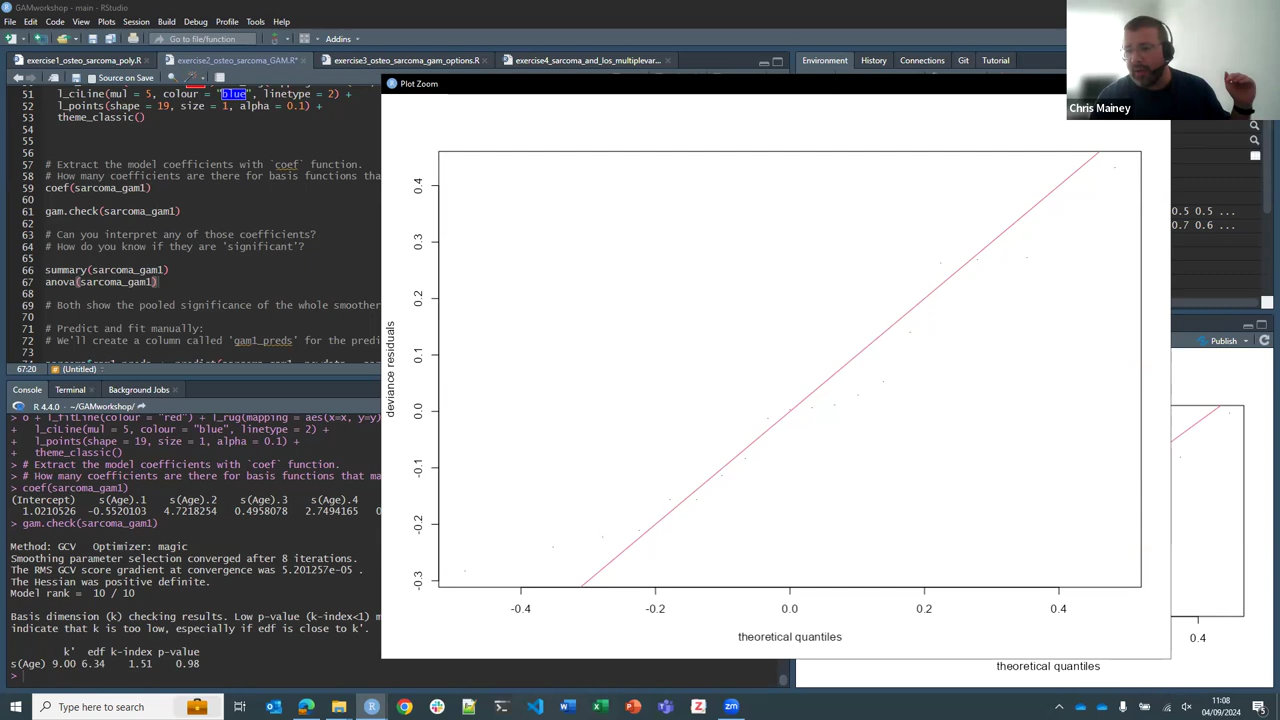 GAMworkshop - main - RStudio
File Edit Code View Plots Session Build Debug Profile Tools Help
Go to file/function Addins
exercise1_osteo_sarcoma_poly.R exercise2_osteo_sarcoma_GAM.R* exercise3_osteo_sarcoma_gam_options.R exercise4_sarcoma_and_los_multiplevar...
Environment History Connections Git Tutorial
Source on Save
Plot Zoom
Chris Mainey
51 l_ciLine(mul = 5, colour = "blue", linetype = 2) +
52 l_points(shape = 19, size = 1, alpha = 0.1) +
53 theme_classic()
54
55
56
57 # Extract the model coefficients with `coef` function.
58 # How many coefficients are there for basis functions tha
59 coef(sarcoma_gam1)
60
61 gam.check(sarcoma_gam1)
62
63 # Can you interpret any of those coefficients?
64 # How do you know if they are 'significant'?
65
66 summary(sarcoma_gam1)
67 anova(sarcoma_gam1)
68
69 # Both show the pooled significance of the whole smoother
70
71 # Predict and fit manually:
72 # We'll create a column called 'gam1_preds' for the predi
73
67:20 (Untitled)
Console Terminal Background Jobs
R 4.4.0 · ~/GAMworkshop/
> o + l_fitLine(colour = "red") + l_rug(mapping = aes(x=x, y=y)
+ l_ciLine(mul = 5, colour = "blue", linetype = 2) +
+ l_points(shape = 19, size = 1, alpha = 0.1) +
+ theme_classic()
> # Extract the model coefficients with `coef` function.
> # How many coefficients are there for basis functions that ma
> coef(sarcoma_gam1)
(Intercept) s(Age).1 s(Age).2 s(Age).3 s(Age).4
1.0210526 -0.5520103 4.7218254 0.4958078 2.7494165
> gam.check(sarcoma_gam1)
Method: GCV Optimizer: magic
Smoothing parameter selection converged after 8 iterations.
The RMS GCV score gradient at convergence was 5.201257e-05 .
The Hessian was positive definite.
Model rank = 10 / 10
Basis dimension (k) checking results. Low p-value (k-index<1) m
indicate that k is too low, especially if edf is close to k'.
k' edf k-index p-value
s(Age) 9.00 6.34 1.51 0.98
>
deviance residuals
0.4
0.3
0.2
0.1
0.0
-0.1
-0.2
-0.3
-0.4 -0.2 0.0 0.2 0.4
theoretical quantiles
0.5 0.5 ...
0.7 0.6 ...
Publish
0.4
theoretical quantiles
Type here to search
11:08
04/09/2024